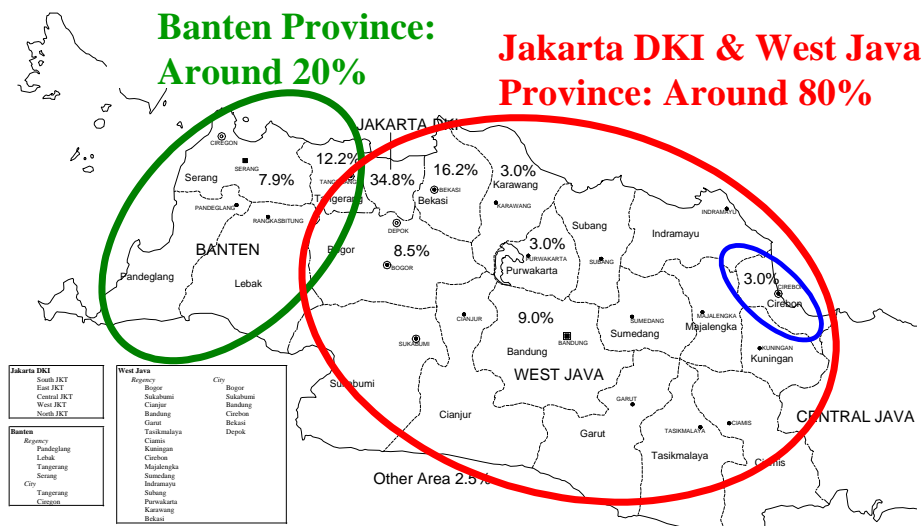 Banten Province:
Around 20%
Jakarta DKI & West Java
Province: Around 80%
JAKARTA DKI
CIREGON
SERANG
Serang
7.9%
12.2%
TANGERANG
Tangerang
34.8%
16.2%
BEKASI
Bekasi
3.0%
Karawang
KARAWANG
PANDEGLANG
RANGKASBITUNG
DEPOK
Subang
INDRAMAYU
Indramayu
BANTEN
Bogor
8.5%
BOGOR
3.0%
PURWAKARTA
Purwakarta
SUBANG
3.0%
CIREBON
Cirebon
Pandeglang
Lebak
CIANJUR
9.0%
SUMEDANG
Sumedang
MAJALENGKA
Majalengka
SUKABUMI
Bandung
BANDUNG
KUNINGAN
Kuningan
WEST JAVA
Sukabumi
Cianjur
GARUT
Garut
TASIKMALAYA
Tasikmalaya
CIAMIS
Ciamis
CENTRAL JAVA
Other Area 2.5%
Jakarta DKI
South JKT
East JKT
Central JKT
West JKT
North JKT
Banten
Regency
Pandeglang
Lebak
Tangerang
Serang
City
Tangerang
Ciregon
West Java
Regency City
Bogor Bogor
Sukabumi Sukabumi
Cianjur Bandung
Bandung Cirebon
Garut Bekasi
Tasikmalaya Depok
Ciamis
Kuningan
Cirebon
Majalengka
Sumedang
Indramayu
Subang
Purwakarta
Karawang
Bekasi